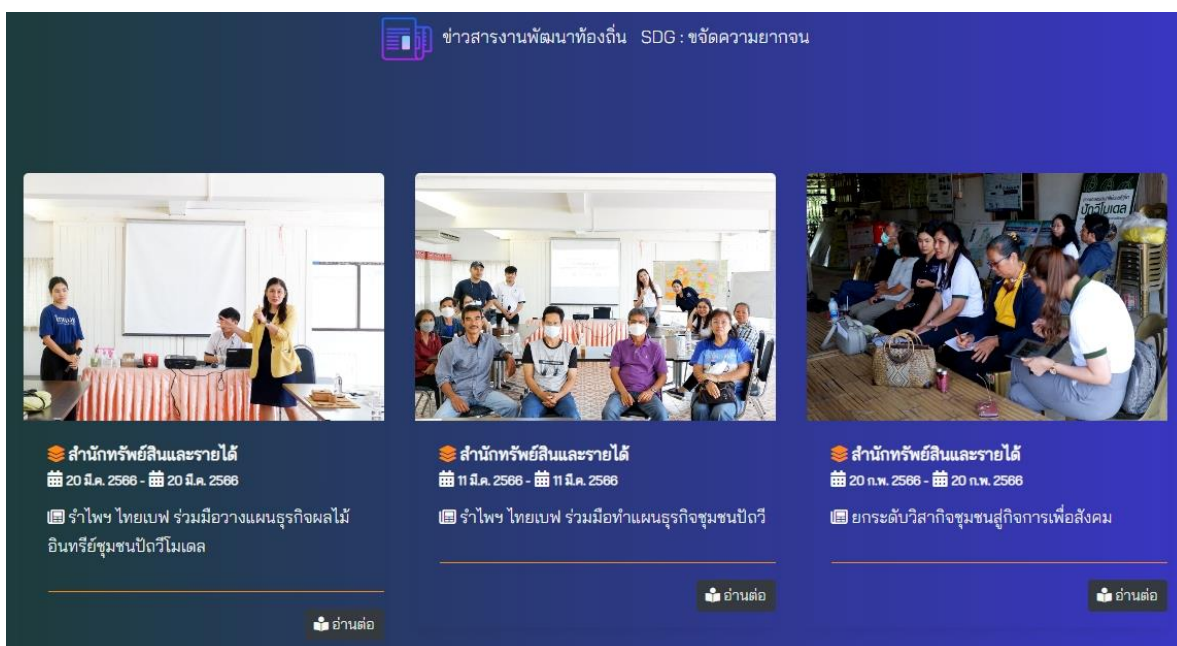 ข่าวสารงานพัฒนาท้องถิ่น SDG : ขจัดความยากจน
ปัถวีโมเดล
สำนักทรัพย์สินและรายได้
20 มี.ค. 2566 - 20 มี.ค. 2566
รำไพฯ ไทยเบฟ ร่วมมือวางแผนธุรกิจผลไม้
อินทรีย์ชุมชนปัถวีโมเดล
อ่านต่อ
สำนักทรัพย์สินและรายได้
11 มี.ค. 2566 - 11 มี.ค. 2566
รำไพฯ ไทยเบฟ ร่วมมือทำแผนธุรกิจชุมชนปัถวี
อ่านต่อ
สำนักทรัพย์สินและรายได้
20 ก.พ. 2566 - 20 ก.พ. 2566
ยกระดับวิสากิจชุมชนสู่กิจการเพื่อสังคม
อ่านต่อ